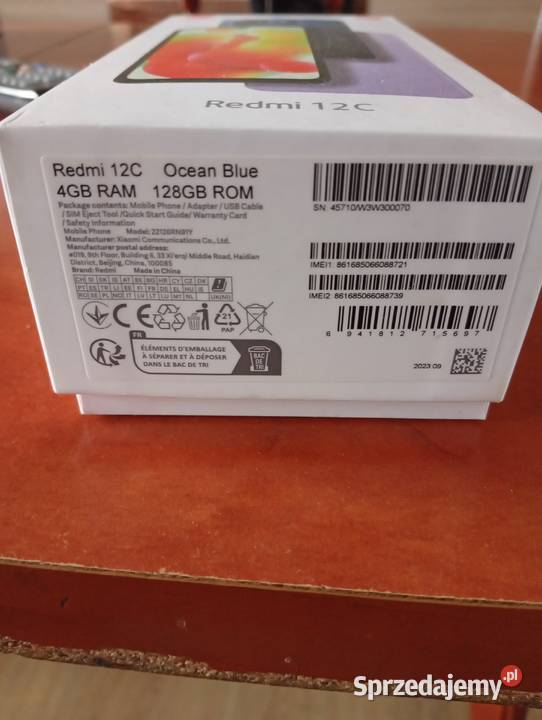 Redmi 12C
Redmi 12C Ocean Blue
4GB RAM 128GB ROM
Package contents: Mobile Phone / Adapter / USB Cable
/ SIM Eject Tool /Quick Start Guide/ Warranty Card
/ Safety Information
Mobile Phone Model: 22126RN91Y
Manufacturer: Xiaomi Communications Co., Ltd.
Manufacturer postal address:
#019, 9th Floor, Building 6, 33 Xi'erqi Middle Road, Haidian
District, Beijing, China, 100085
Brand: Redmi Made in China
SN: 45710/W3W300070
IMEI1: 861685066088721
IMEI2: 861685066088739
6 941812 715697
2023.09
UK(NI)
CE
21
PAP
FR
ÉLÉMENTS D'EMBALLAGE
À SÉPARER ET À DÉPOSER
DANS LE BAC DE TRI
BAC
DE TRI
Sprzedajemy.pl